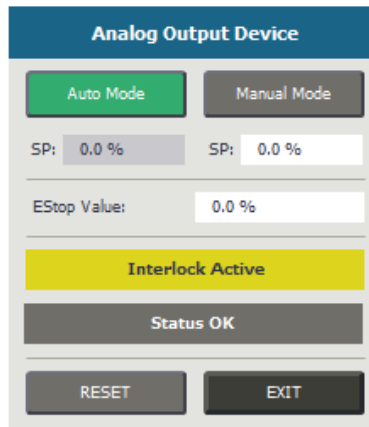 Analog Output Device
Auto Mode Manual Mode
SP: 0.0 % SP: 0.0 %
EStop Value: 0.0 %
Interlock Active
Status OK
RESET EXIT